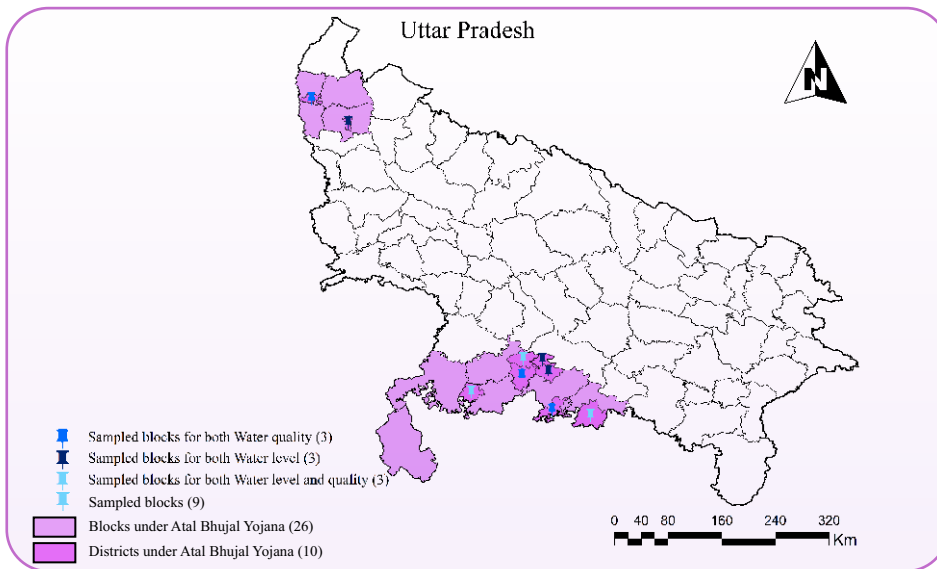 Uttar Pradesh
N
Sampled blocks for both Water quality (3)
Sampled blocks for both Water level (3)
Sampled blocks for both Water level and quality (3)
Sampled blocks (9)
Blocks under Atal Bhujal Yojana (26)
Districts under Atal Bhujal Yojana (10)
0 40 80 160 240 320
Km